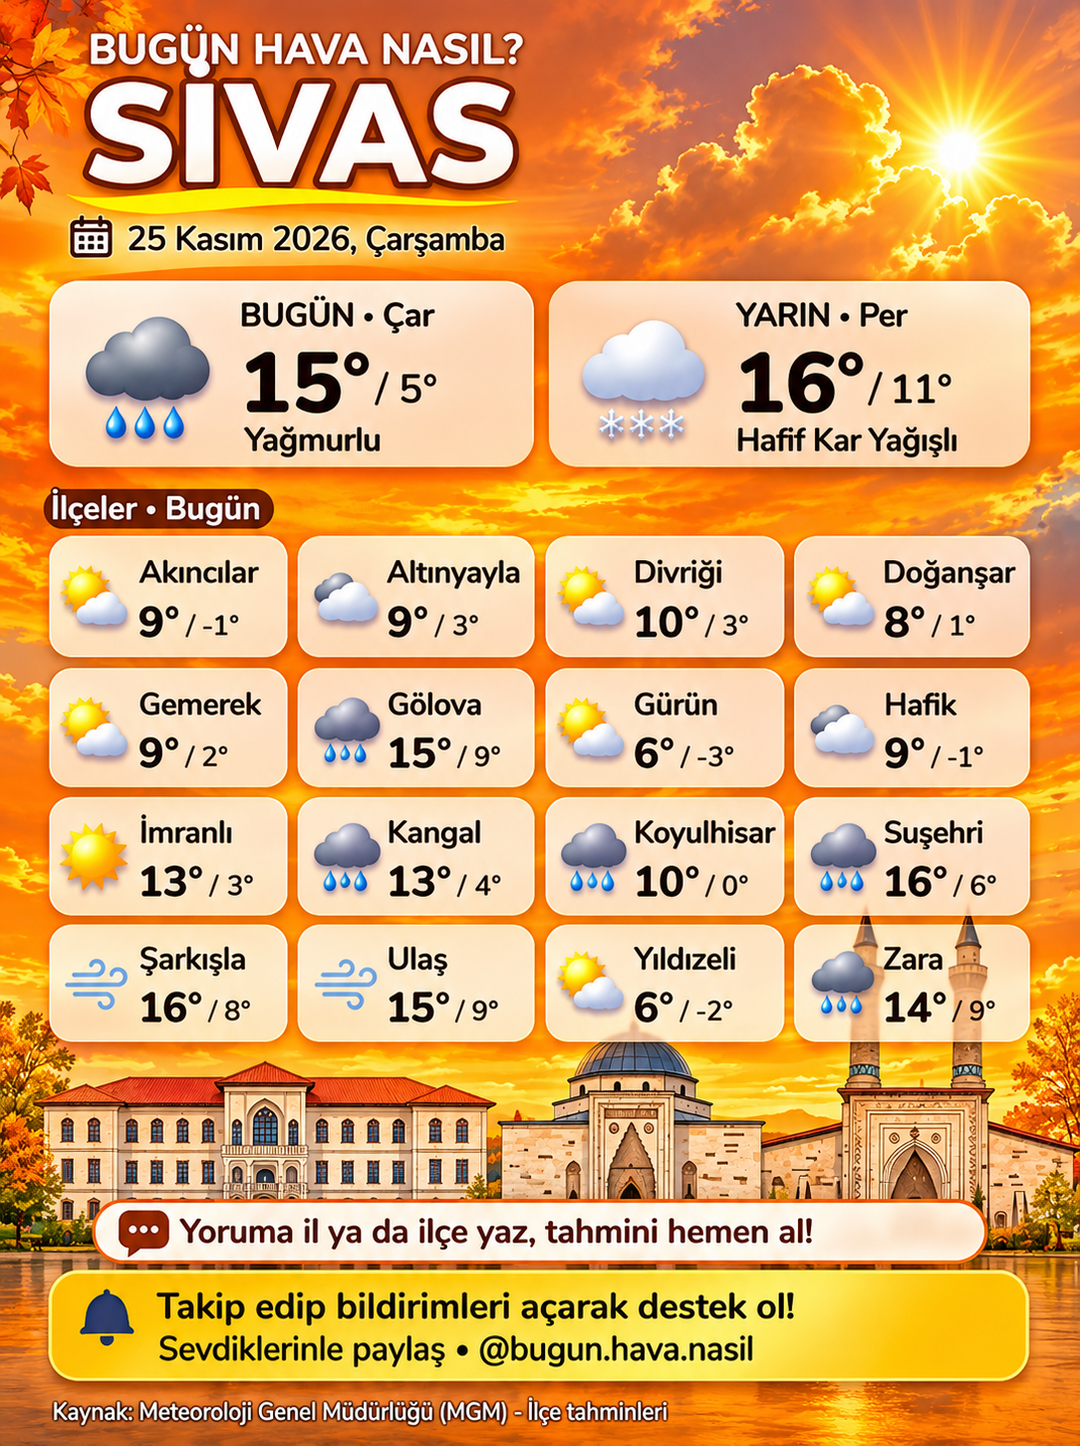 BUGÜN HAVA NASIL?
SİVAS
25 Kasım 2026, Çarşamba
BUGÜN • Çar
15° / 5°
Yağmurlu
YARIN • Per
16° / 11°
Hafif Kar Yağışlı
İlçeler • Bugün
Akıncılar
9° / -1°
Altınyayla
9° / 3°
Divriği
10° / 3°
Doğanşar
8° / 1°
Gemerek
9° / 2°
Gölova
15° / 9°
Gürün
6° / -3°
Hafik
9° / -1°
İmranlı
13° / 3°
Kangal
13° / 4°
Koyulhisar
10° / 0°
Suşehri
16° / 6°
Şarkışla
16° / 8°
Ulaş
15° / 9°
Yıldızeli
6° / -2°
Zara
14° / 9°
Yoruma il ya da ilçe yaz, tahmini hemen al!
Takip edip bildirimleri açarak destek ol!
Sevdiklerinle paylaş • @bugun.hava.nasil
Kaynak: Meteoroloji Genel Müdürlüğü (MGM) - İlçe tahminleri